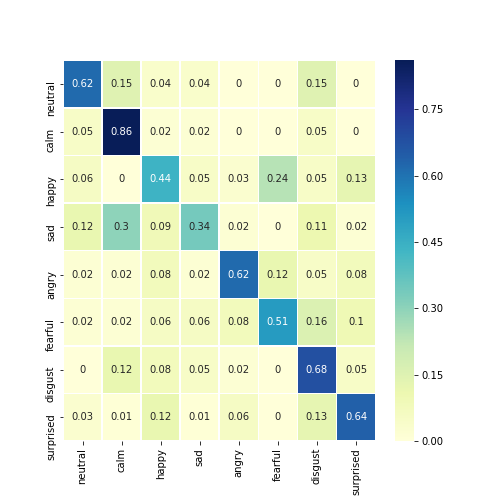 neutral 0.62 0.15 0.04 0.04 0 0 0.15 0
calm 0.05 0.86 0.02 0.02 0 0 0.05 0
happy 0.06 0 0.44 0.05 0.03 0.24 0.05 0.13
sad 0.12 0.3 0.09 0.34 0.02 0 0.11 0.02
angry 0.02 0.02 0.08 0.02 0.62 0.12 0.05 0.08
fearful 0.02 0.02 0.06 0.06 0.08 0.51 0.16 0.1
disgust 0 0.12 0.08 0.05 0.02 0 0.68 0.05
surprised 0.03 0.01 0.12 0.01 0.06 0 0.13 0.64
neutral calm happy sad angry fearful disgust surprised
0.75
0.60
0.45
0.30
0.15
0.00